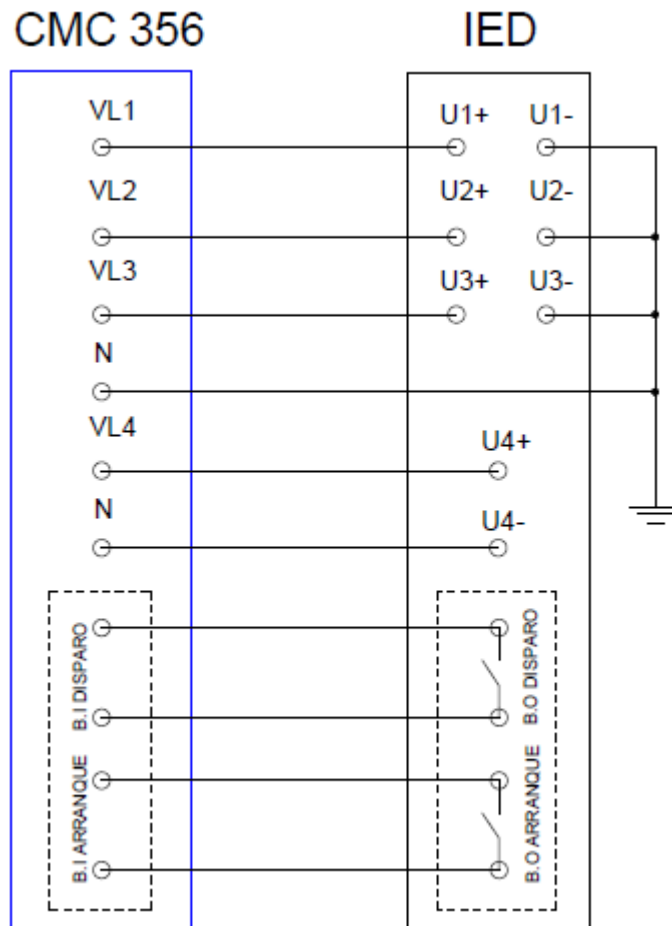 CMC 356 IED
VL1 U1+ U1-
VL2 U2+ U2-
VL3 U3+ U3-
N
VL4 U4+
N U4-
B.I DISPARO B.O DISPARO
B.I ARRANQUE B.O ARRANQUE